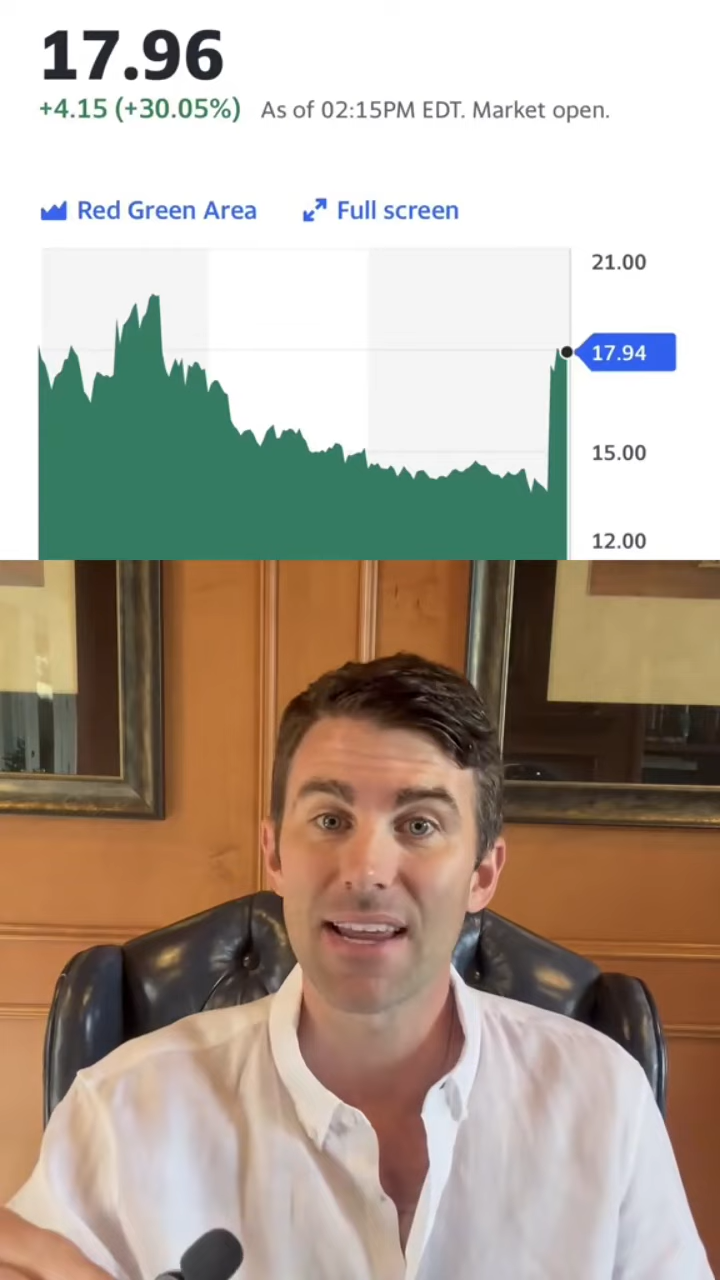 17.96
+4.15 (+30.05%) As of 02:15PM EDT. Market open.
Red Green Area Full screen
21.00
17.94
15.00
12.00